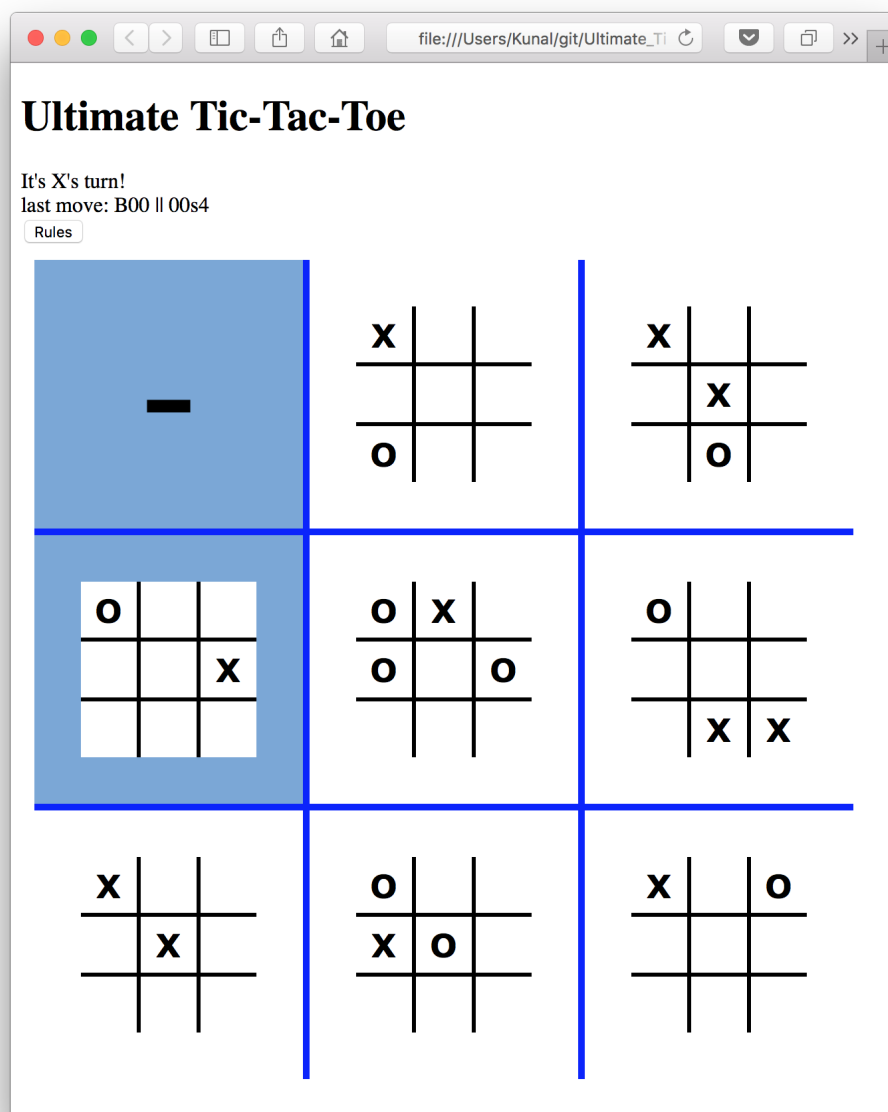 file:///Users/Kunal/git/Ultimate_Ti
Ultimate Tic-Tac-Toe
It's X's turn!
last move: B00 || 00s4
Rules
X X
- X
O O
O O X O
X O O
X X
X O X O
X X O